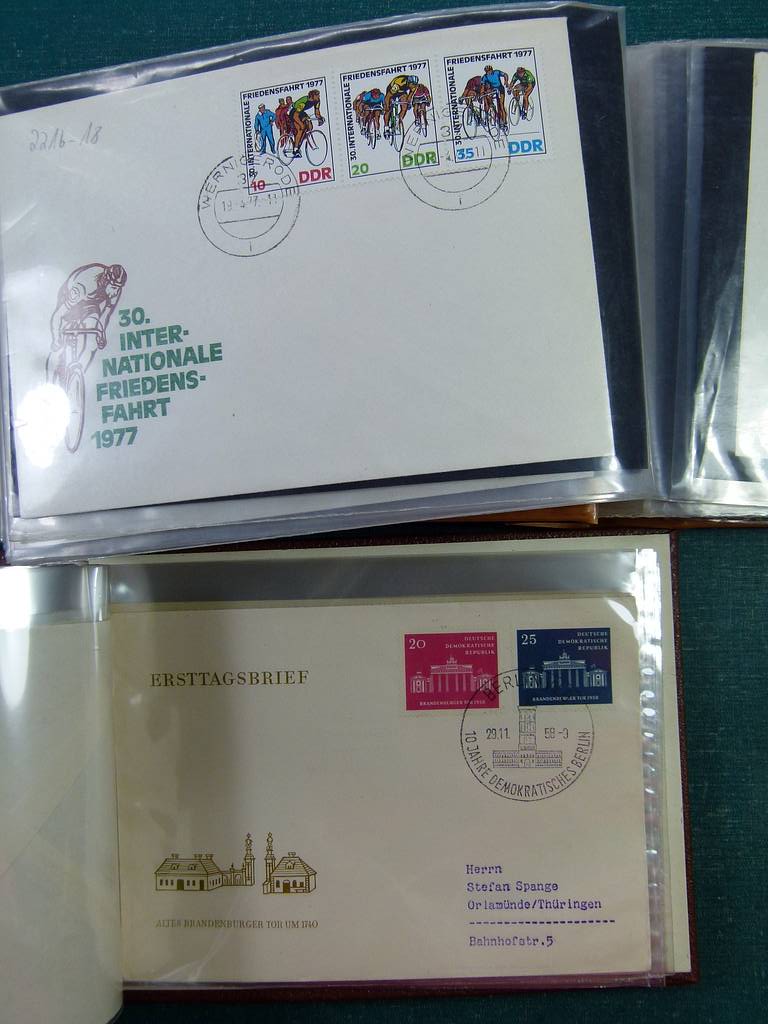 2216-18
30. INTERNATIONALE
FRIEDENSFAHRT 1977
10 DDR
30. INTERNATIONALE
FRIEDENSFAHRT 1977
20 DDR
30. INTERNATIONALE
FRIEDENSFAHRT 1977
35 DDR
WERNIGERODE
30.
INTER-
NATIONALE
FRIEDENS-
FAHRT
1977
ERSTTAGSBRIEF
20
DEUTSCHE
DEMOKRATISCHE
REPUBLIK
BRANDENBURGER TOR 1958
25
DEUTSCHE
DEMOKRATISCHE
REPUBLIK
BRANDENBURGER TOR 1958
BERLIN
29.11. 58-9
10 JAHRE DEMOKRATISCHES BERLIN
ALTES BRANDENBURGER TOR UM 1740
Herrn
Stefan Spange
Orlamünde/Thüringen
Bahnhofstr.5